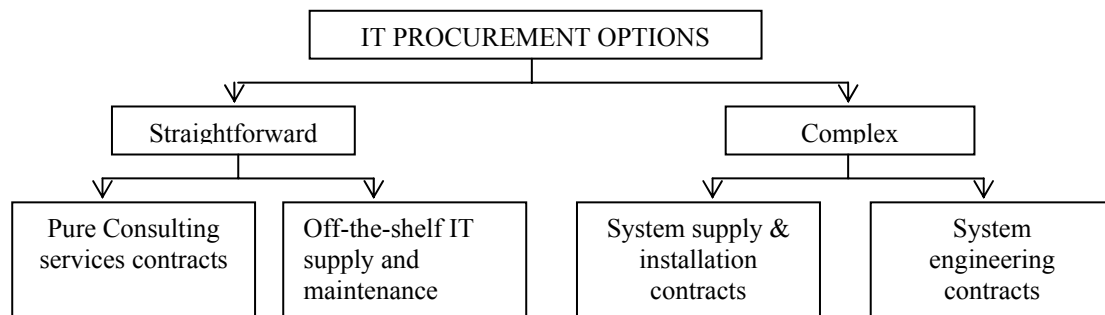 IT PROCUREMENT OPTIONS
Straightforward
Complex
Pure Consulting
services contracts
Off-the-shelf IT
supply and
maintenance
System supply &
installation
contracts
System
engineering
contracts